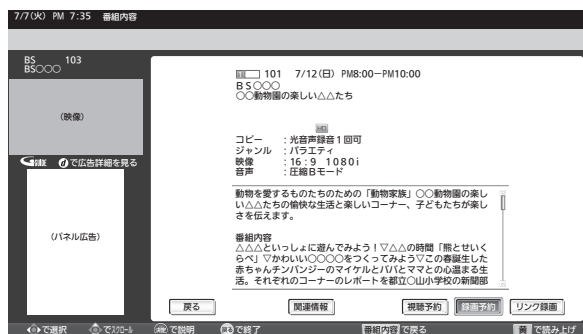 7/7(火) PM 7:35 番組内容
BS 103
BS○○○
(映像)
Gガイド dで広告詳細を見る
(パネル広告)
101 7/12(日) PM8:00−PM10:00
BS○○○
○○動物園の楽しい△△たち
HD
コピー :光音声録音1回可
ジャンル :バラエティ
映像 :16:9 1080i
音声 :圧縮Bモード
動物を愛するものたちのための「動物家族」○○動物園の楽し
い△△たちの愉快な生活と楽しいコーナー、子どもたちが楽し
さを伝えます。
番組内容
△△△といっしょに遊んでみよう!▽△△の時間「熊とせいく
らべ」▽かわいい○○○○をつくってみよう▽この春誕生した
赤ちゃんチンパンジーのマイケルとパパとママとの心温まる生
活。それぞれのコーナーのレポートを都立○山小学校の新聞部
戻る 関連情報 視聴予約 録画予約 リンク録画
で選択 でスクロール で説明 戻る で終了 番組内容 で戻る 黄 で読み上げ